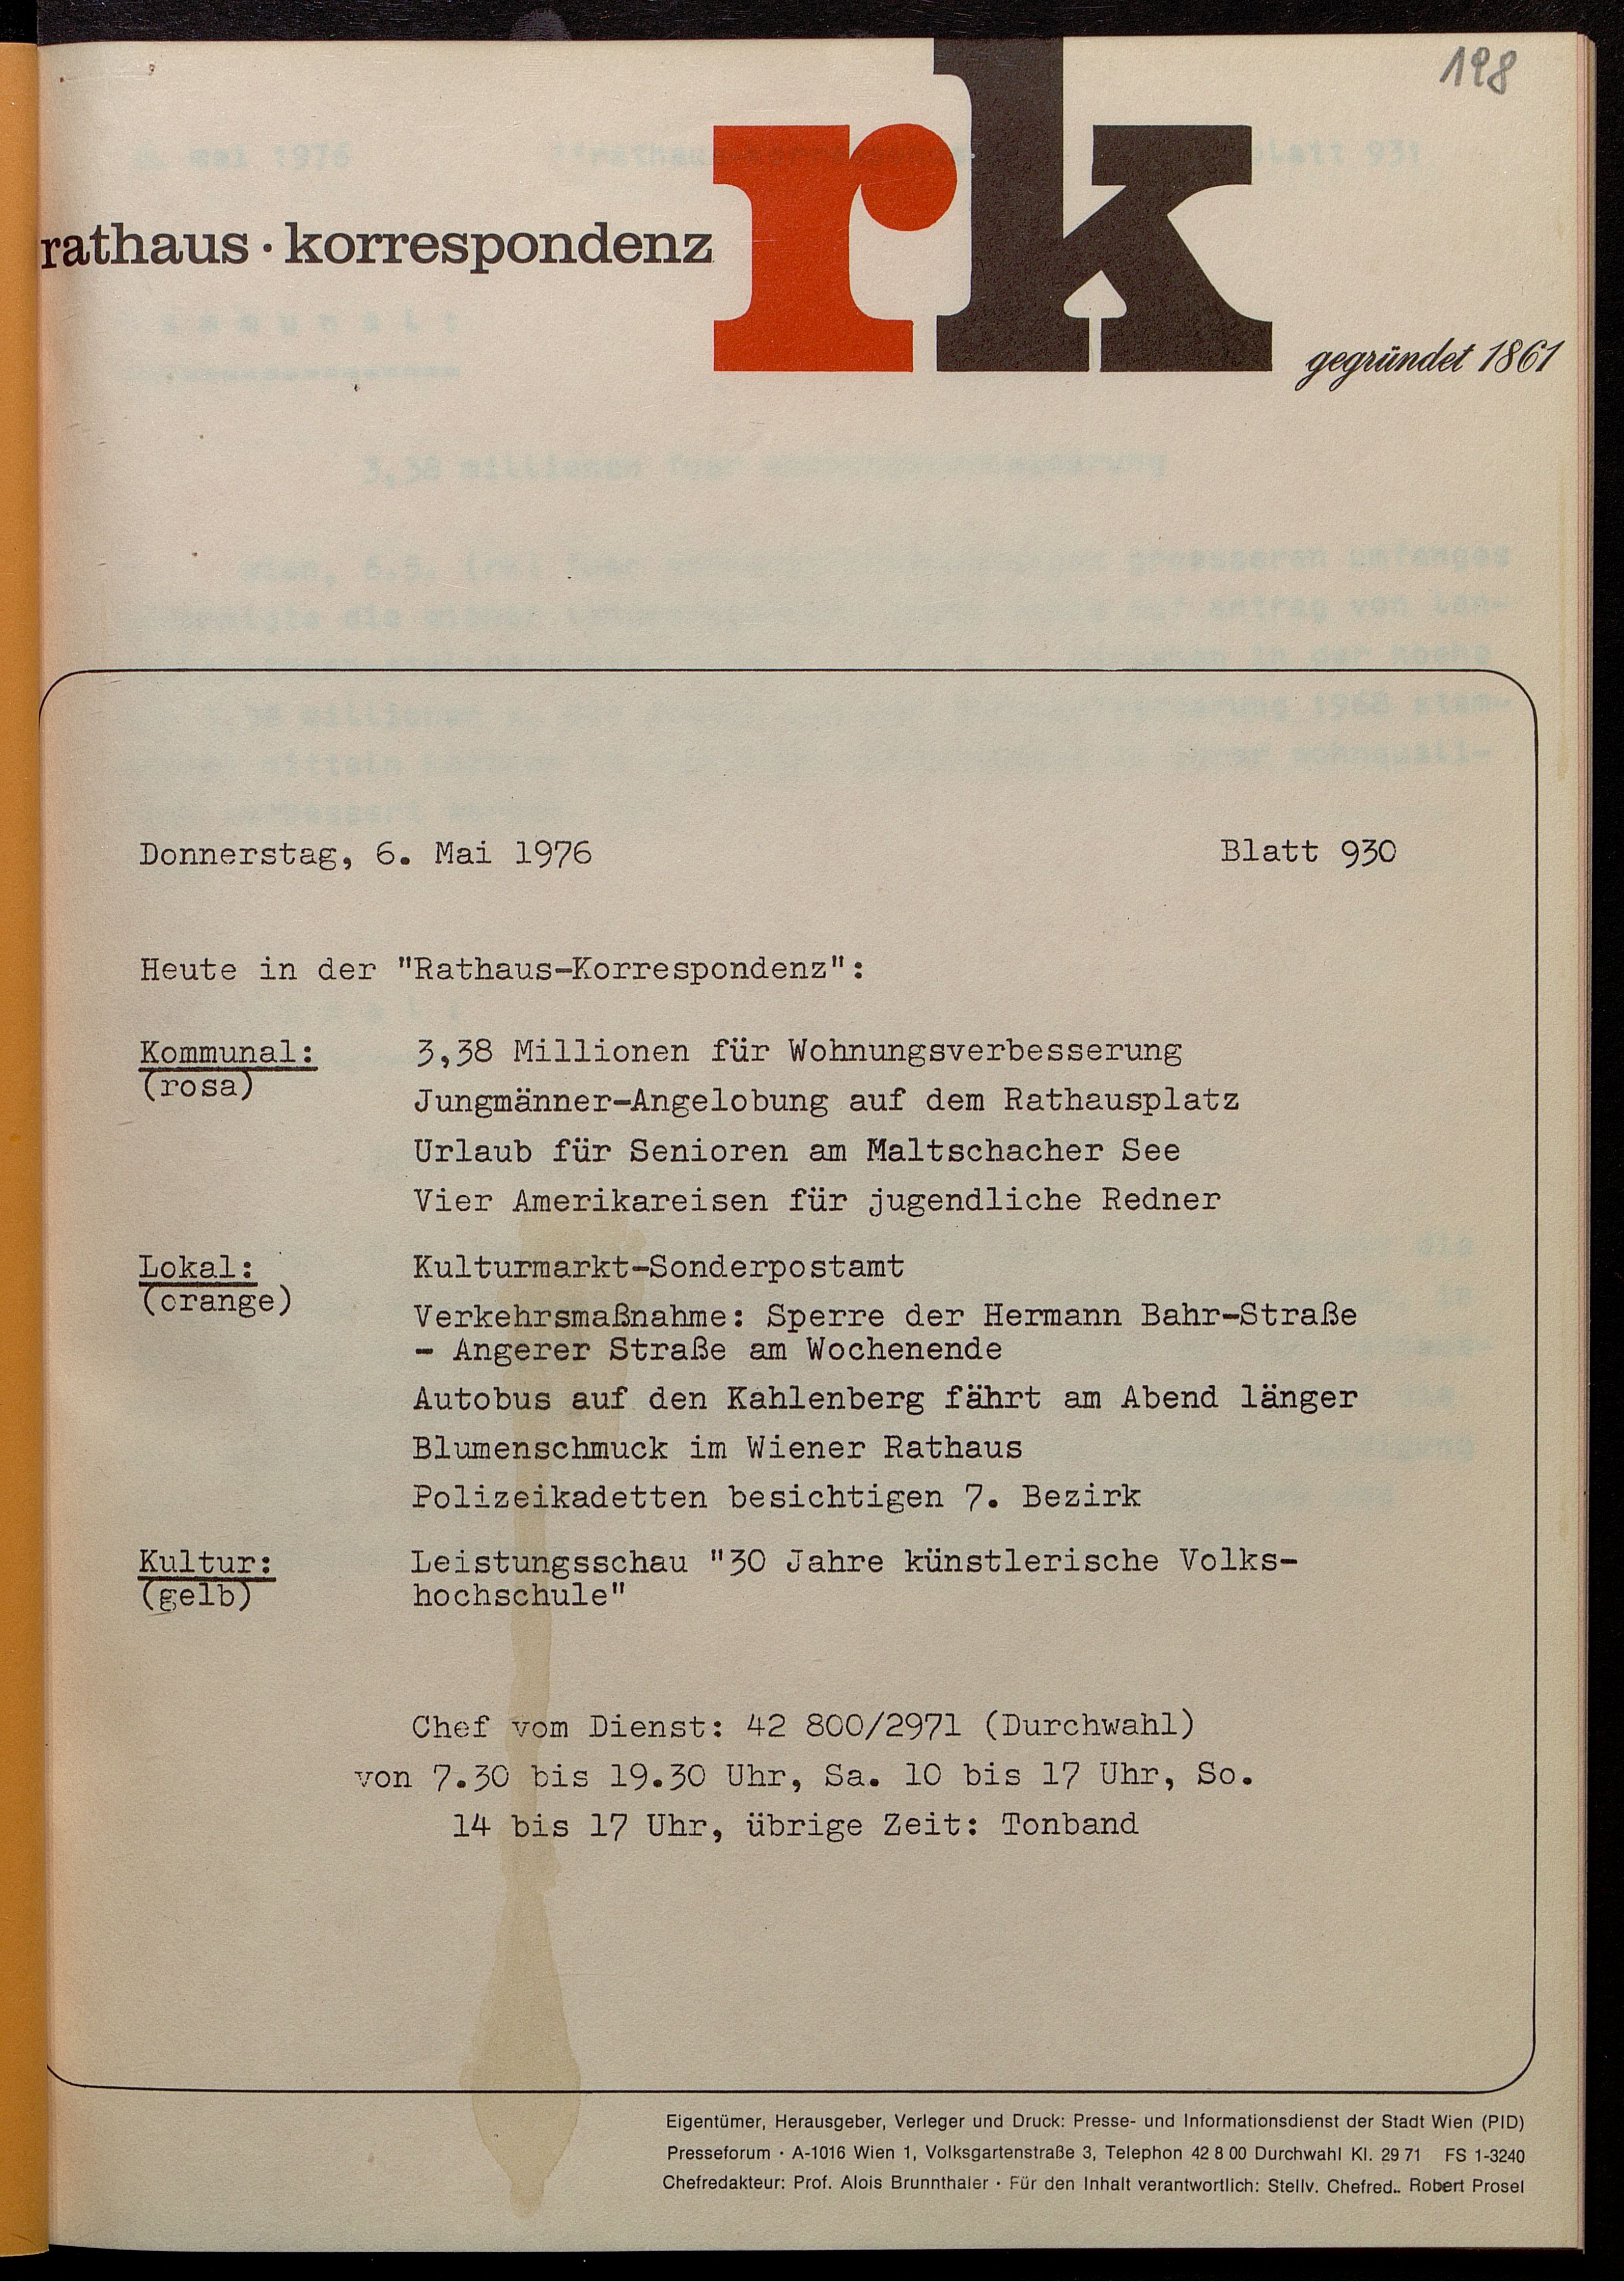 198
rk
rathaus · korrespondenz
gegründet 1861
Donnerstag, 6. Mai 1976 Blatt 930
Heute in der "Rathaus-Korrespondenz":
Kommunal: 3,38 Millionen für Wohnungsverbesserung
(rosa)
Jungmänner-Angelobung auf dem Rathausplatz
Urlaub für Senioren am Maltschacher See
Vier Amerikareisen für jugendliche Redner
Lokal: Kulturmarkt-Sonderpostamt
(orange)
Verkehrsmaßnahme: Sperre der Hermann Bahr-Straße
- Angerer Straße am Wochenende
Autobus auf den Kahlenberg fährt am Abend länger
Blumenschmuck im Wiener Rathaus
Polizeikadetten besichtigen 7. Bezirk
Kultur: Leistungsschau "30 Jahre künstlerische Volks-
(gelb) hochschule"
Chef vom Dienst: 42 800/2971 (Durchwahl)
von 7.30 bis 19.30 Uhr, Sa. 10 bis 17 Uhr, So.
14 bis 17 Uhr, übrige Zeit: Tonband
Eigentümer, Herausgeber, Verleger und Druck: Presse- und Informationsdienst der Stadt Wien (PID)
Presseforum · A-1016 Wien 1, Volksgartenstraße 3, Telephon 42 8 00 Durchwahl Kl. 29 71 FS 1-3240
Chefredakteur: Prof. Alois Brunnthaler · Für den Inhalt verantwortlich: Stellv. Chefred.. Robert Prosel